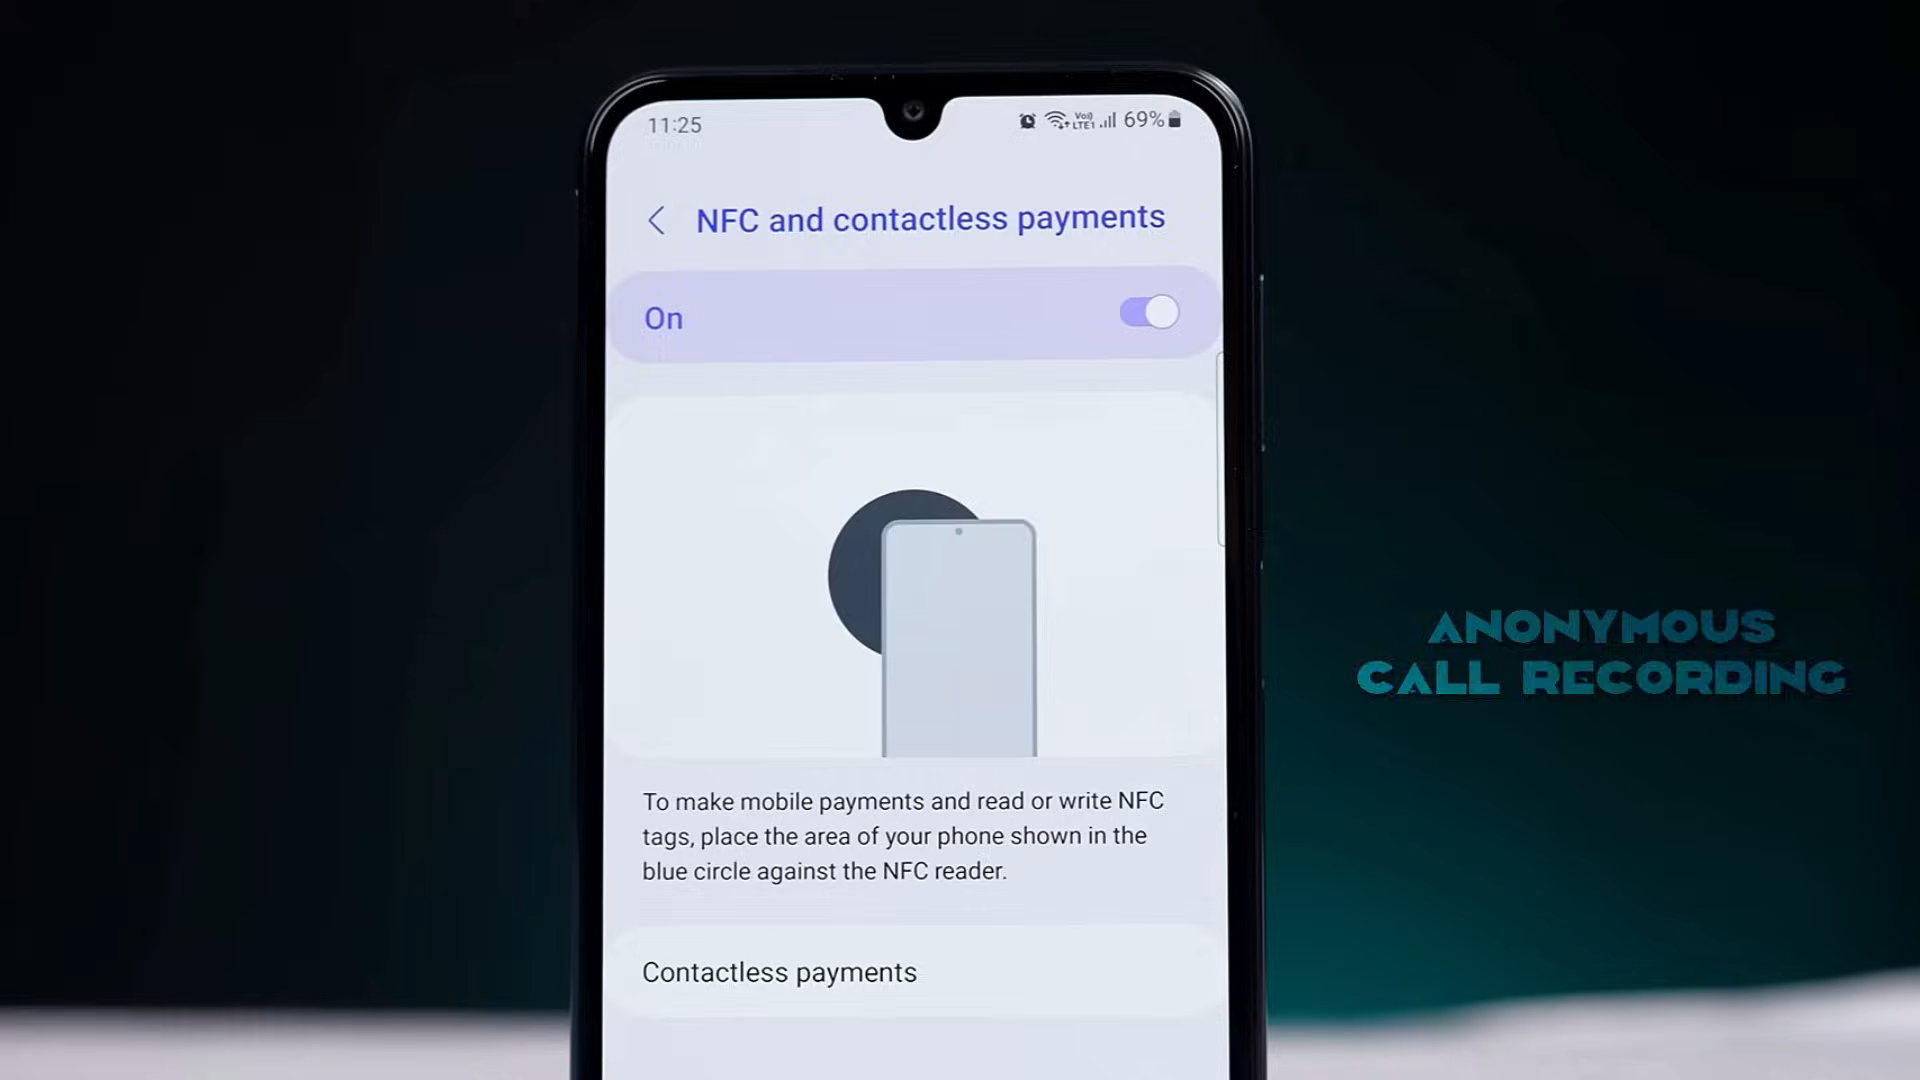 11:25
Vo)) LTE1 69%
NFC and contactless payments
On
To make mobile payments and read or write NFC
tags, place the area of your phone shown in the
blue circle against the NFC reader.
Contactless payments
ANONYMOUS
CALL RECORDING